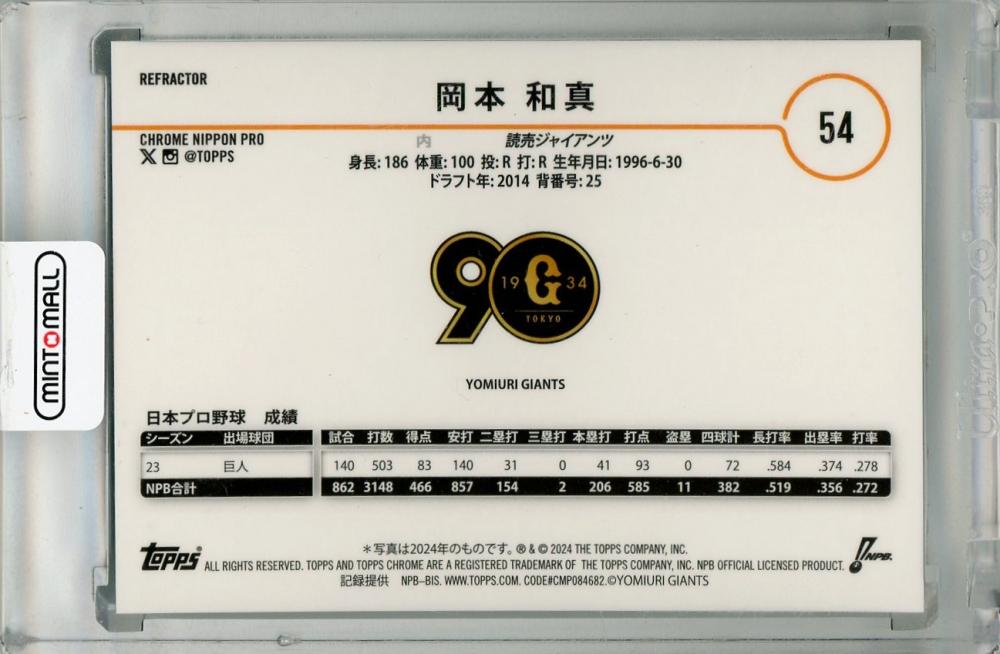 REFRACTOR
岡本 和真
54
CHROME NIPPON PRO
@TOPPS
内 読売ジャイアンツ
身長: 186 体重: 100 投: R 打: R 生年月日: 1996-6-30
ドラフト年: 2014 背番号: 25
90
19 G 34
TOKYO
YOMIURI GIANTS
MINTOMALL
UltimaPRO
日本プロ野球 成績
シーズン 出場球団 試合 打数 得点 安打 二塁打 三塁打 本塁打 打点 盗塁 四球計 長打率 出塁率 打率
23 巨人 140 503 83 140 31 0 41 93 0 72 .584 .374 .278
NPB合計 862 3148 466 857 154 2 206 585 11 382 .519 .356 .272
topps
NPB.
＊写真は2024年のものです。® & © 2024 THE TOPPS COMPANY, INC.
ALL RIGHTS RESERVED. TOPPS AND TOPPS CHROME ARE A REGISTERED TRADEMARK OF THE TOPPS COMPANY, INC. NPB OFFICIAL LICENSED PRODUCT.
記録提供 NPB-BIS. WWW.TOPPS.COM. CODE#CMP084682.©YOMIURI GIANTS